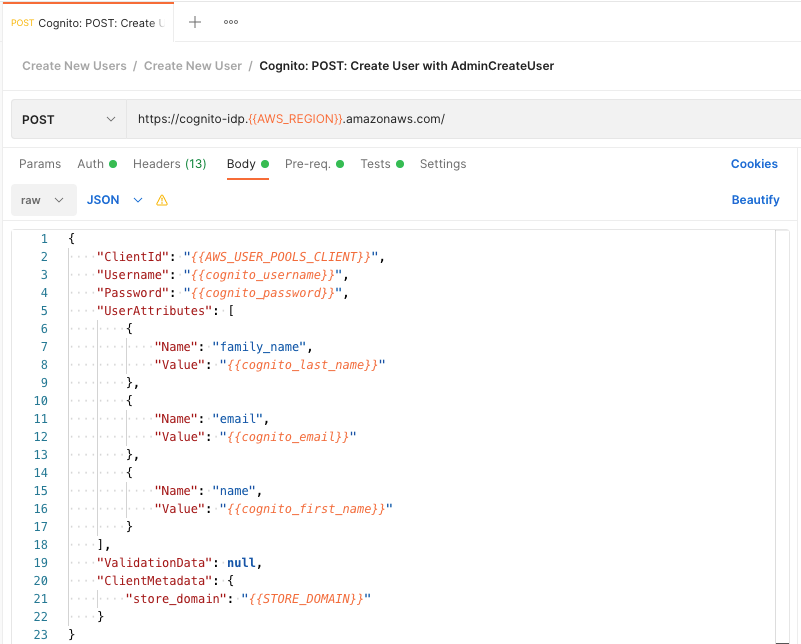 POST Cognito: POST: Create U
Create New Users / Create New User / Cognito: POST: Create User with AdminCreateUser
POST https://cognito-idp.{{AWS_REGION}}.amazonaws.com/
Params Auth Headers (13) Body Pre-req. Tests Settings Cookies
raw JSON Beautify
1 {
2 "ClientId": "{{AWS_USER_POOLS_CLIENT}}",
3 "Username": "{{cognito_username}}",
4 "Password": "{{cognito_password}}",
5 "UserAttributes": [
6 {
7 "Name": "family_name",
8 "Value": "{{cognito_last_name}}"
9 },
10 {
11 "Name": "email",
12 "Value": "{{cognito_email}}"
13 },
14 {
15 "Name": "name",
16 "Value": "{{cognito_first_name}}"
17 }
18 ],
19 "ValidationData": null,
20 "ClientMetadata": {
21 "store_domain": "{{STORE_DOMAIN}}"
22 }
23 }